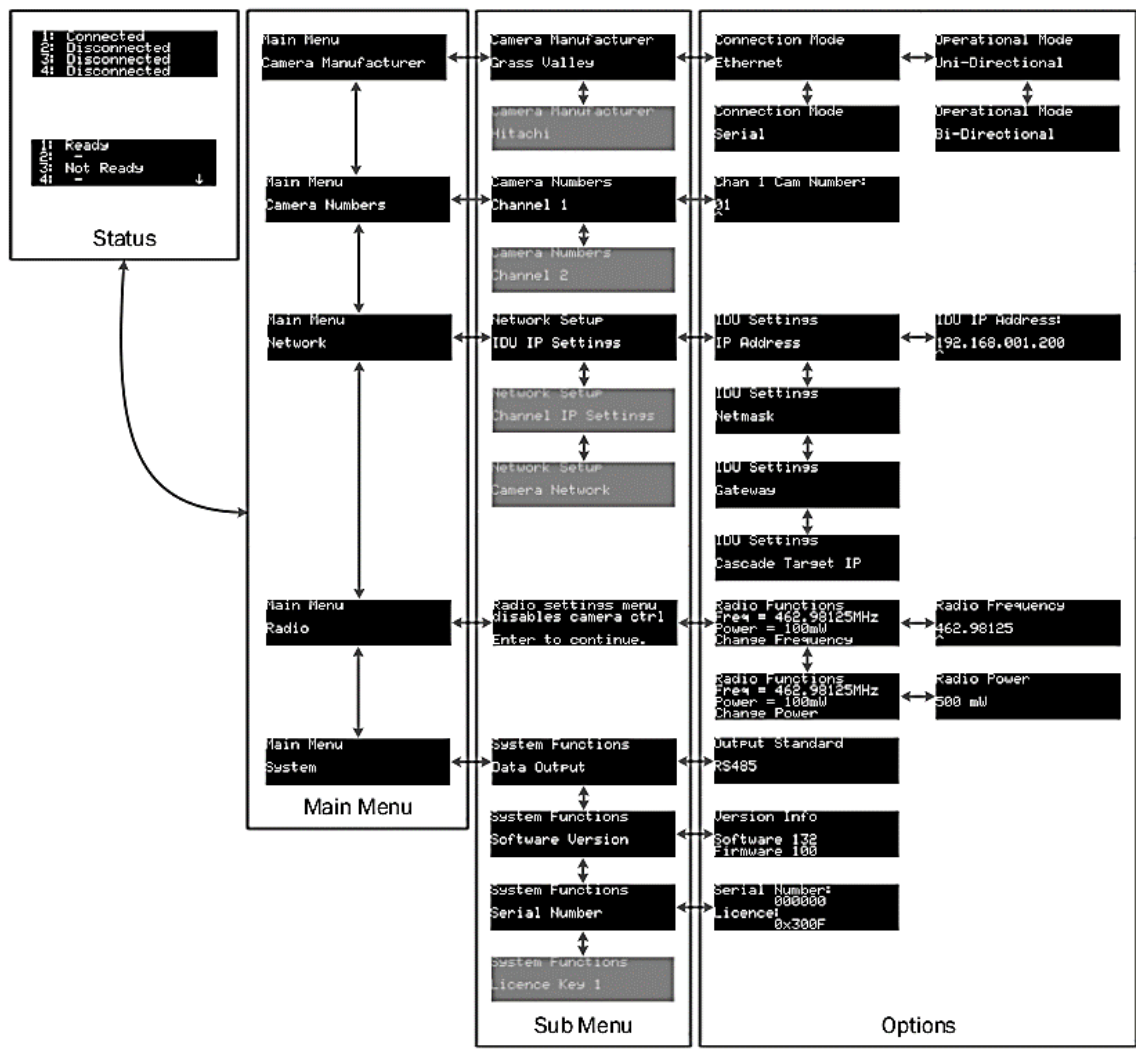 1: Connected
2: Disconnected
3: Disconnected
4: Disconnected
1: Ready
2: -
3: Not Ready
4: - ↓
Status
Main Menu
Camera Manufacturer
Main Menu
Camera Numbers
Main Menu
Network
Main Menu
Radio
Main Menu
System
Main Menu
Camera Manufacturer
Grass Valley
Camera Manufacturer
Hitachi
Camera Numbers
Channel 1
Camera Numbers
Channel 2
Network Setup
IDU IP Settings
Network Setup
Channel IP Settings
Network Setup
Camera Network
Radio settings menu
disables camera ctrl
Enter to continue.
System Functions
Data Output
System Functions
Software Version
System Functions
Serial Number
System Functions
Licence Key 1
Sub Menu
Connection Mode
Ethernet
Operational Mode
Uni-Directional
Connection Mode
Serial
Operational Mode
Bi-Directional
Chan 1 Cam Number:
01
IDU Settings
IP Address
IDU IP Address:
192.168.001.200
IDU Settings
Netmask
IDU Settings
Gateway
IDU Settings
Cascade Target IP
Radio Functions
Freq = 462.98125MHz
Power = 100mW
Change Frequency
Radio Frequency
462.98125
Radio Functions
Freq = 462.98125MHz
Power = 100mW
Change Power
Radio Power
500 mW
Output Standard
RS485
Version Info
Software 132
Firmware 100
Serial Number:
000000
Licence:
0x300F
Options